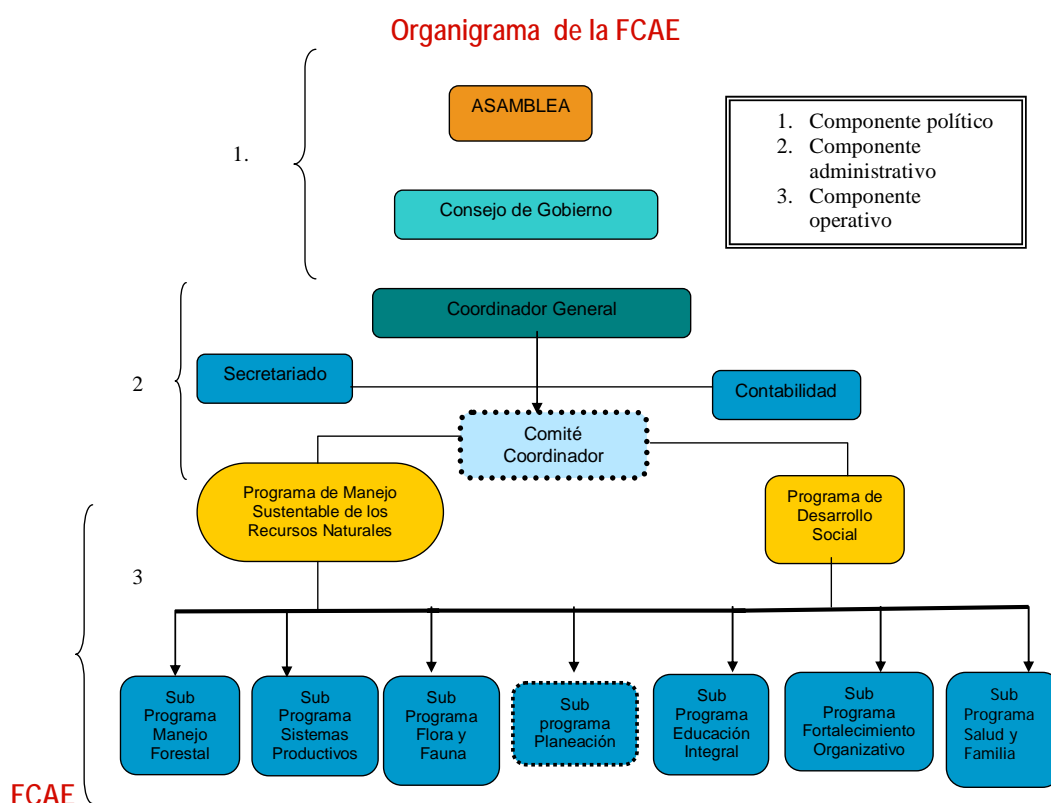 Organigrama de la FCAE
ASAMBLEA
1. Componente político
2. Componente
administrativo
3. Componente
operativo
1.
Consejo de Gobierno
Coordinador General
Secretariado
2
Contabilidad
Comité
Coordinador
Programa de Manejo
Sustentable de los
Recursos Naturales
Programa de
Desarrollo
Social
3
Sub
Programa
Manejo
Forestal
Sub
Programa
Sistemas
Productivos
Sub
Programa
Flora y
Fauna
Sub
programa
Planeación
Sub
Programa
Educación
Integral
Sub
Programa
Fortalecimiento
Organizativo
Sub
Programa
Salud y
Familia
FCAE